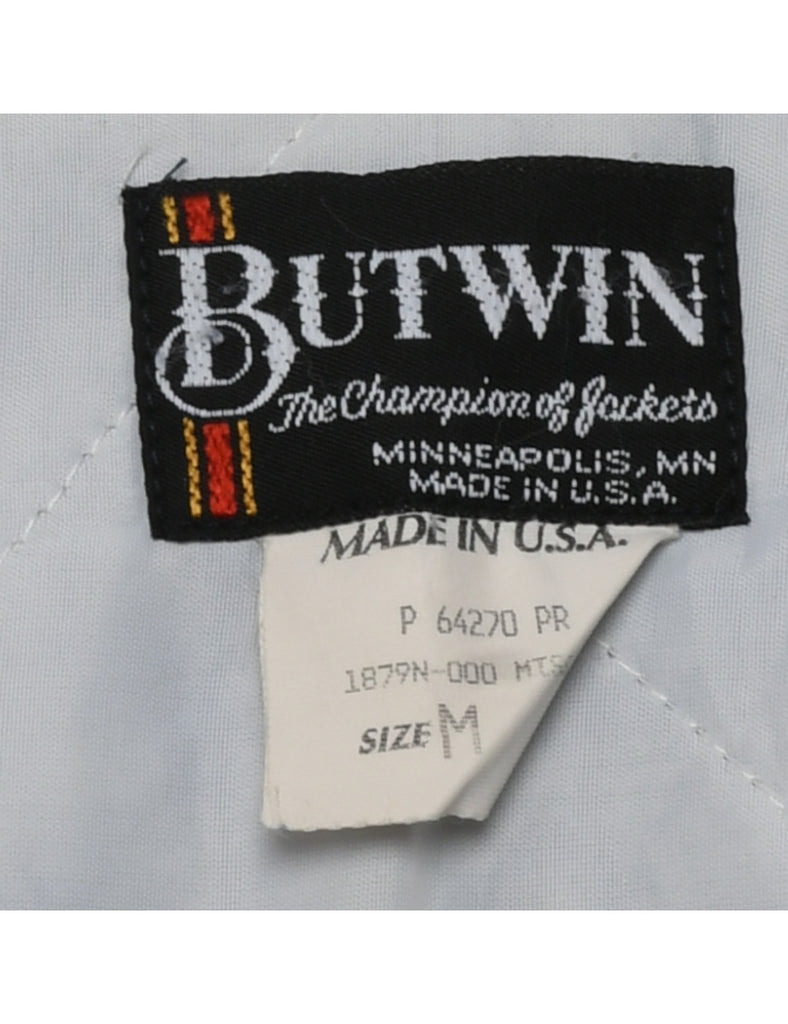 BUTWIN
The Champion of Jackets
MINNEAPOLIS, MN
MADE IN U.S.A.
MADE IN U.S.A.
P 64270 PR
1879N-000
SIZE M